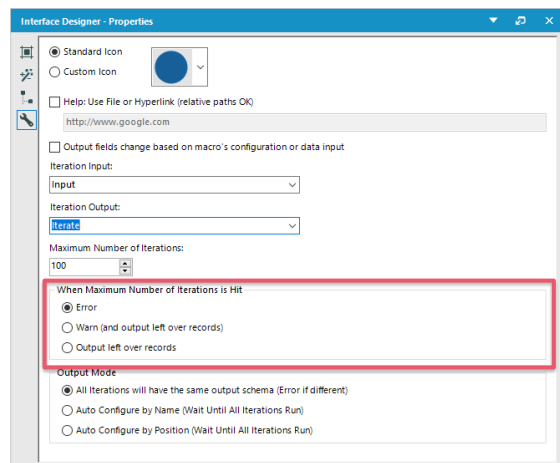 Interface Designer - Properties
Standard Icon
Custom Icon
Help: Use File or Hyperlink (relative paths OK)
http://www.google.com
Output fields change based on macro's configuration or data input
Iteration Input:
Input
Iteration Output:
Iterate
Maximum Number of Iterations:
100
When Maximum Number of Iterations is Hit
Error
Warn (and output left over records)
Output left over records
Output Mode
All Iterations will have the same output schema (Error if different)
Auto Configure by Name (Wait Until All Iterations Run)
Auto Configure by Position (Wait Until All Iterations Run)